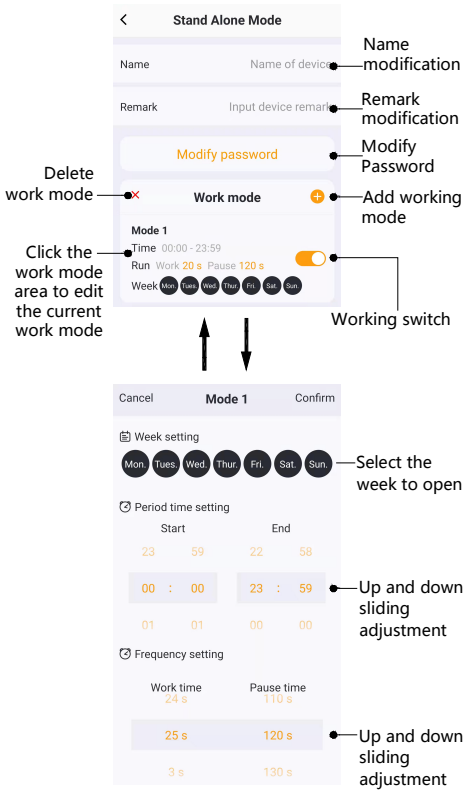 Stand Alone Mode
Name
Name of device
Name
modification
Remark
Input device remark
Remark
modification
Modify password
Modify
Password
Delete
work mode
Work mode
Add working
mode
Mode 1
Time 00:00 - 23:59
Run Work 20 s Pause 120 s
Week Mon. Tues. Wed. Thur. Fri. Sat. Sun.
Click the
work mode
area to edit
the current
work mode
Working switch
Cancel Mode 1 Confirm
Week setting
Mon. Tues. Wed. Thur. Fri. Sat. Sun.
Select the
week to open
Period time setting
Start End
23 59 22 58
00 : 00 23 : 59
01 01 00 00
Up and down
sliding
adjustment
Frequency setting
Work time Pause time
24 s 110 s
25 s 120 s
3 s 130 s
Up and down
sliding
adjustment